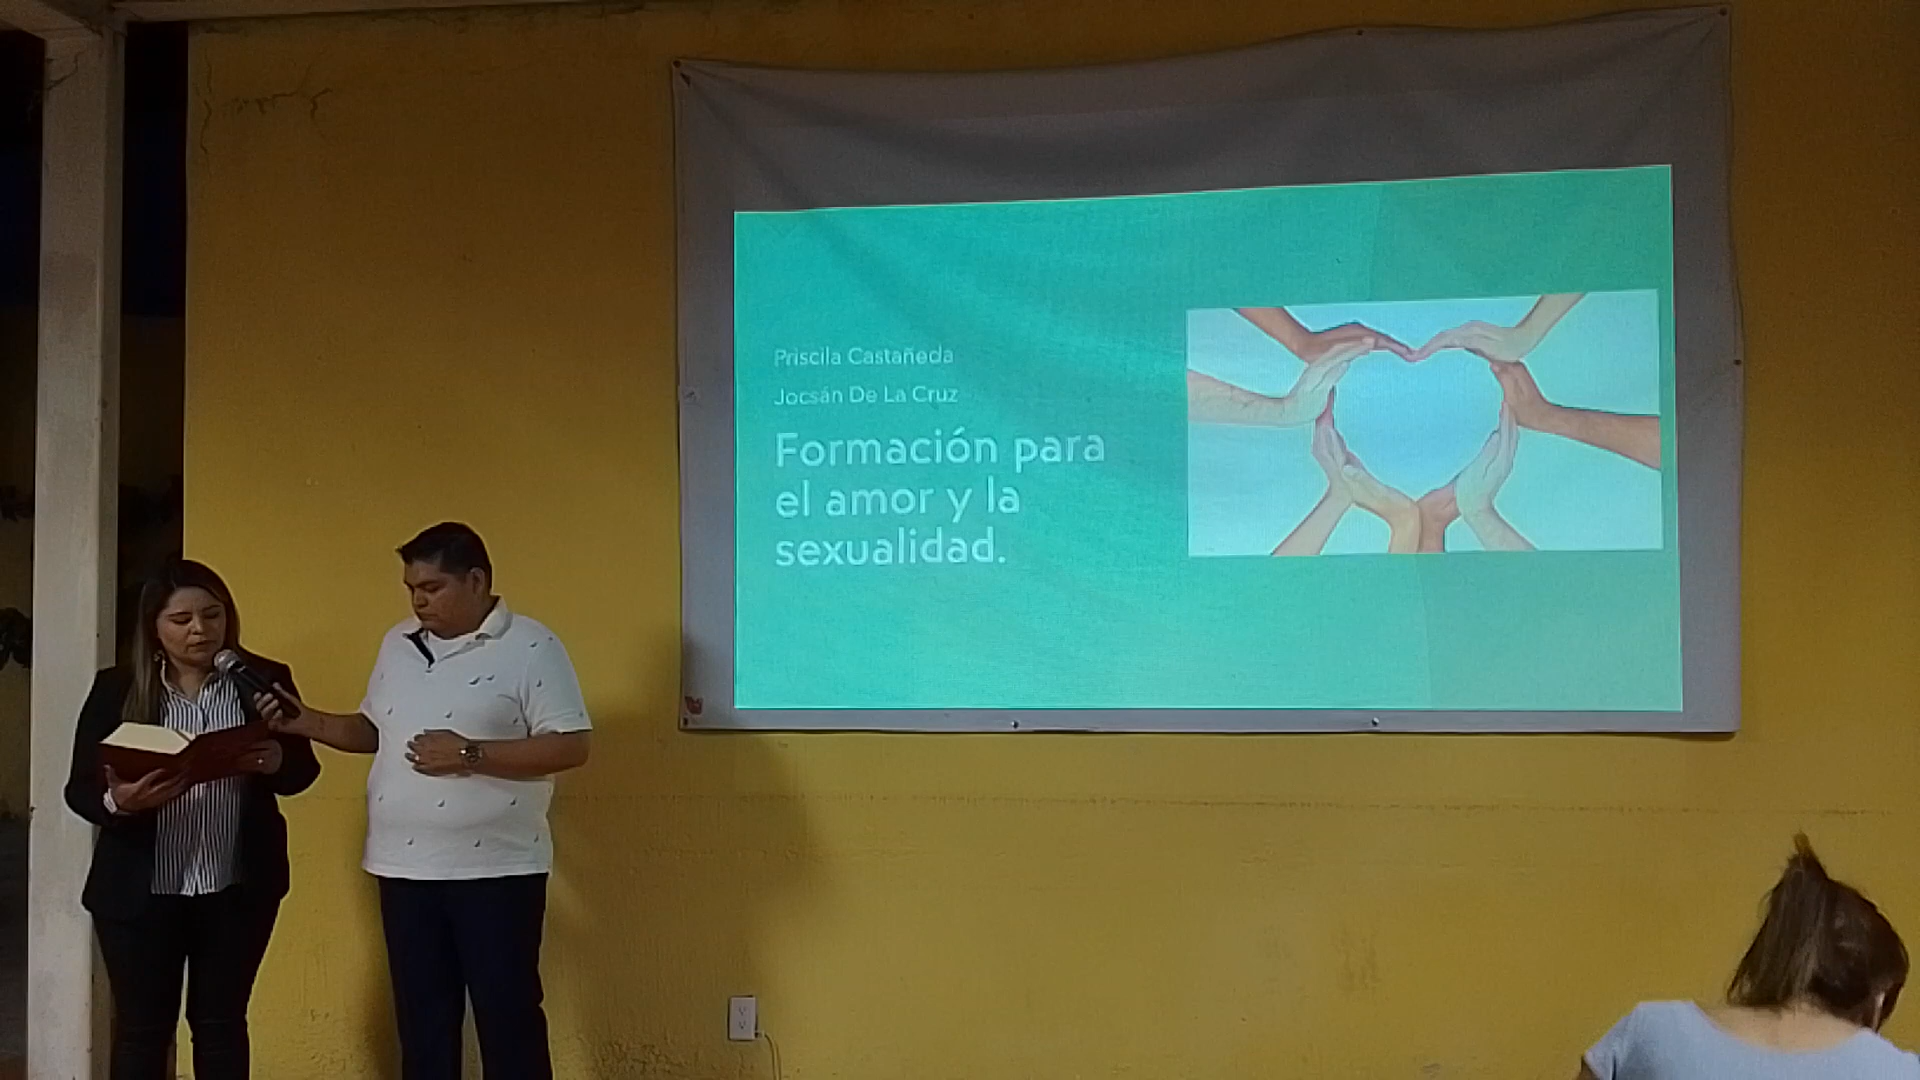 Priscila Castañeda
Jocsán De La Cruz
Formación para
el amor y la
sexualidad.